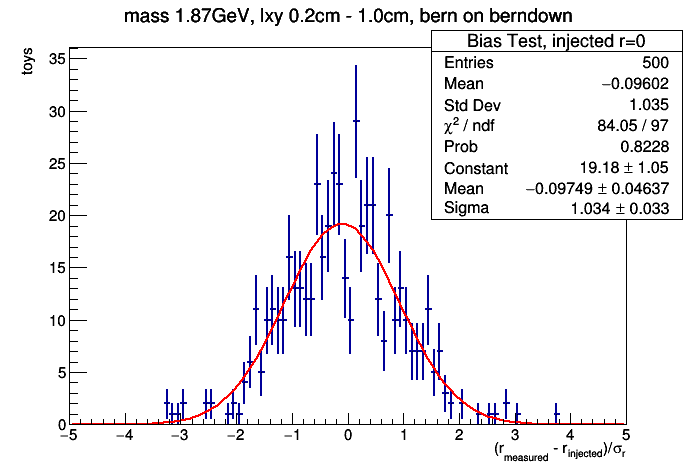 mass 1.87GeV, lxy 0.2cm - 1.0cm, bern on berndown
Bias Test, injected r=0
Entries 500
Mean −0.09602
Std Dev 1.035
χ² / ndf 84.05 / 97
Prob 0.8228
Constant 19.18 ± 1.05
Mean −0.09749 ± 0.04637
Sigma 1.034 ± 0.033
toys
35
30
25
20
15
10
5
0
−5 −4 −3 −2 −1 0 1 2 3 4 5
(r_measured - r_injected)/σ_r